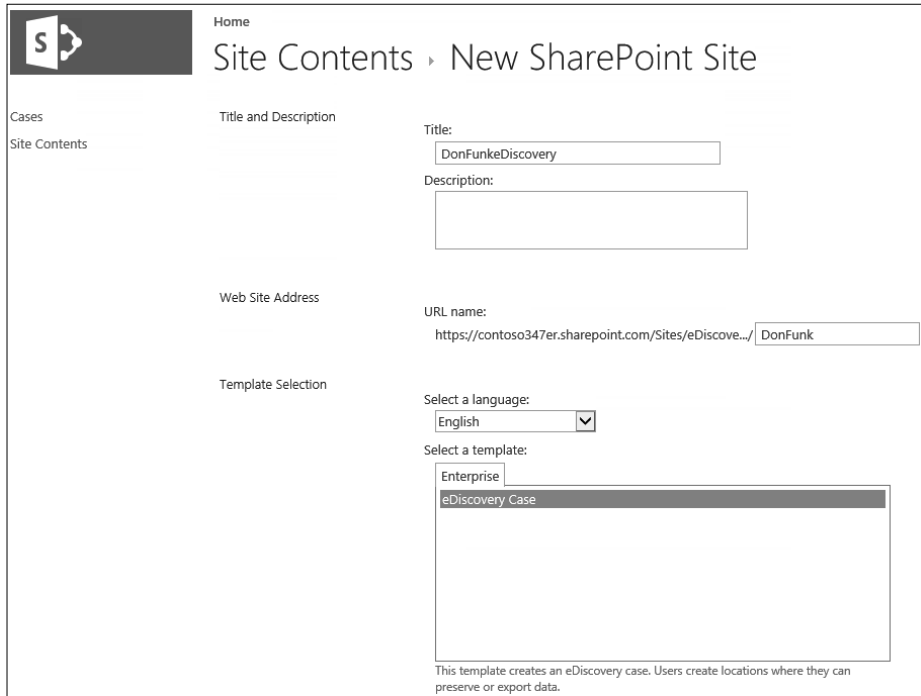 Home
Site Contents ▸ New SharePoint Site
Cases
Site Contents
Title and Description
Title:
DonFunkeDiscovery
Description:
Web Site Address
URL name:
https://contoso347er.sharepoint.com/Sites/eDiscove.../ DonFunk
Template Selection
Select a language:
English
Select a template:
Enterprise
eDiscovery Case
This template creates an eDiscovery case. Users create locations where they can
preserve or export data.